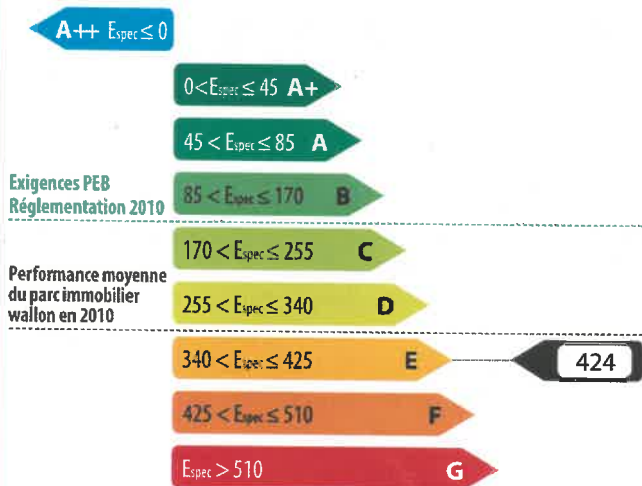 A++ Espec ≤ 0
0 < Espec ≤ 45 A+
45 < Espec ≤ 85 A
Exigences PEB
Réglementation 2010
85 < Espec ≤ 170 B
170 < Espec ≤ 255 C
Performance moyenne
du parc immobilier
wallon en 2010
255 < Espec ≤ 340 D
340 < Espec ≤ 425 E
424
425 < Espec ≤ 510 F
Espec > 510 G